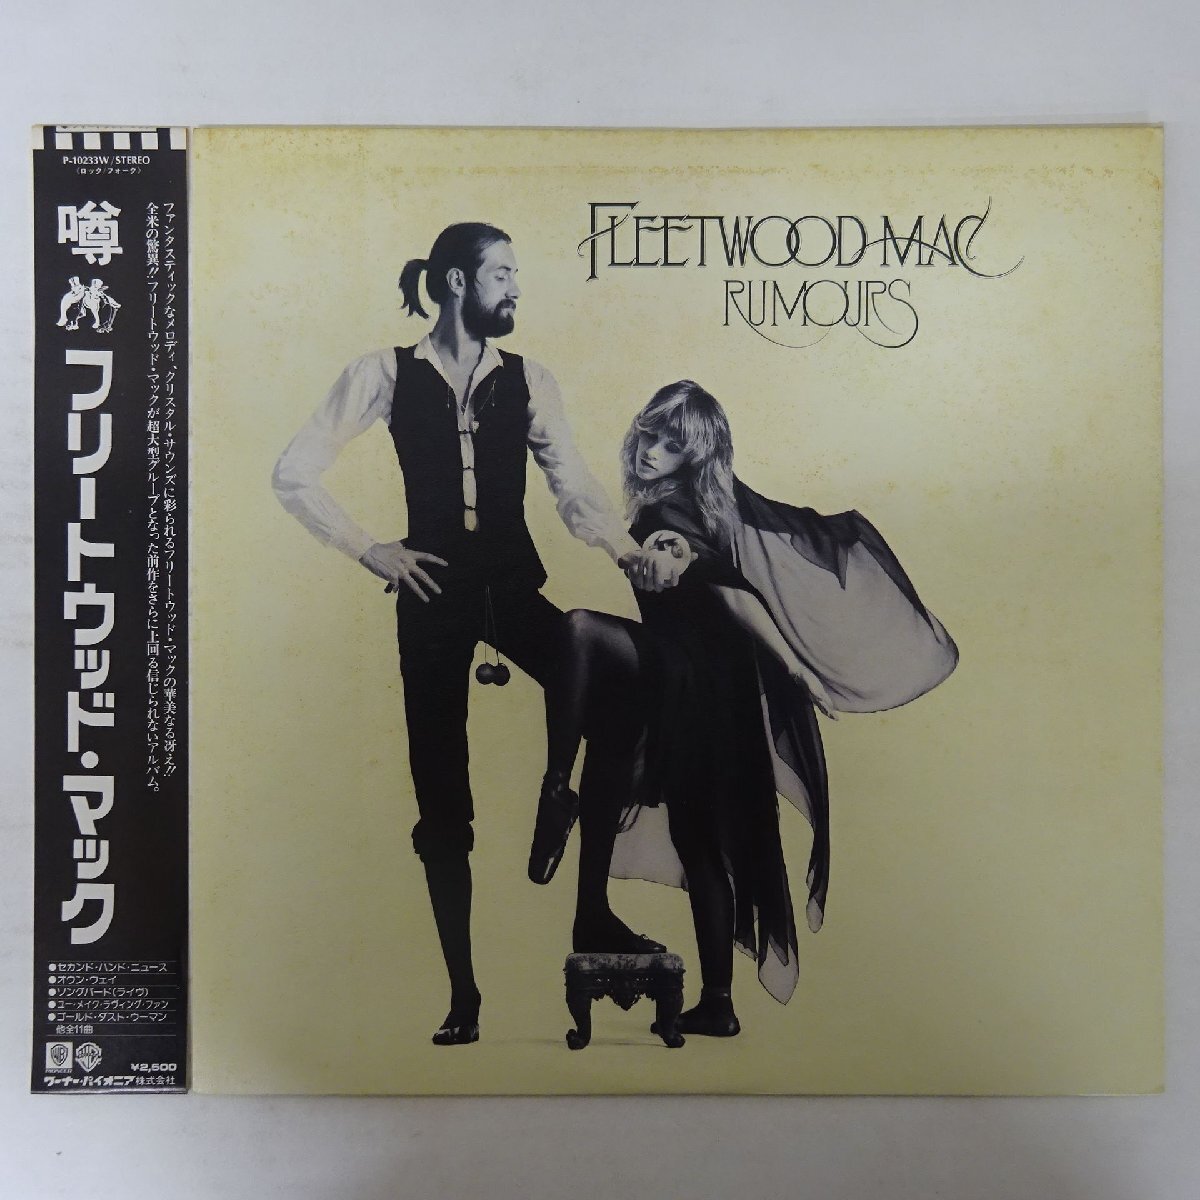 P-10233W/STEREO
(ロック/フォーク)
噂
フリートウッド・マック
ファンタスティックなメロディ、クリスタル・サウンズに彩られるフリートウッド・マックの華美なる冴え!!
全米の驚異!!フリートウッド・マックが超大型グループとなった前作をさらに上回る信じられないアルバム。
●セカンド・ハンド・ニュース
●オウン・ウェイ
●ソングバード(ライヴ)
●ユー・メイク・ラヴィング・ファン
●ゴールド・ダスト・ウーマン
他全11曲
¥2,500
PIONEER
ワーナー・パイオニア株式会社
FLEETWOOD MAC
RUMOURS